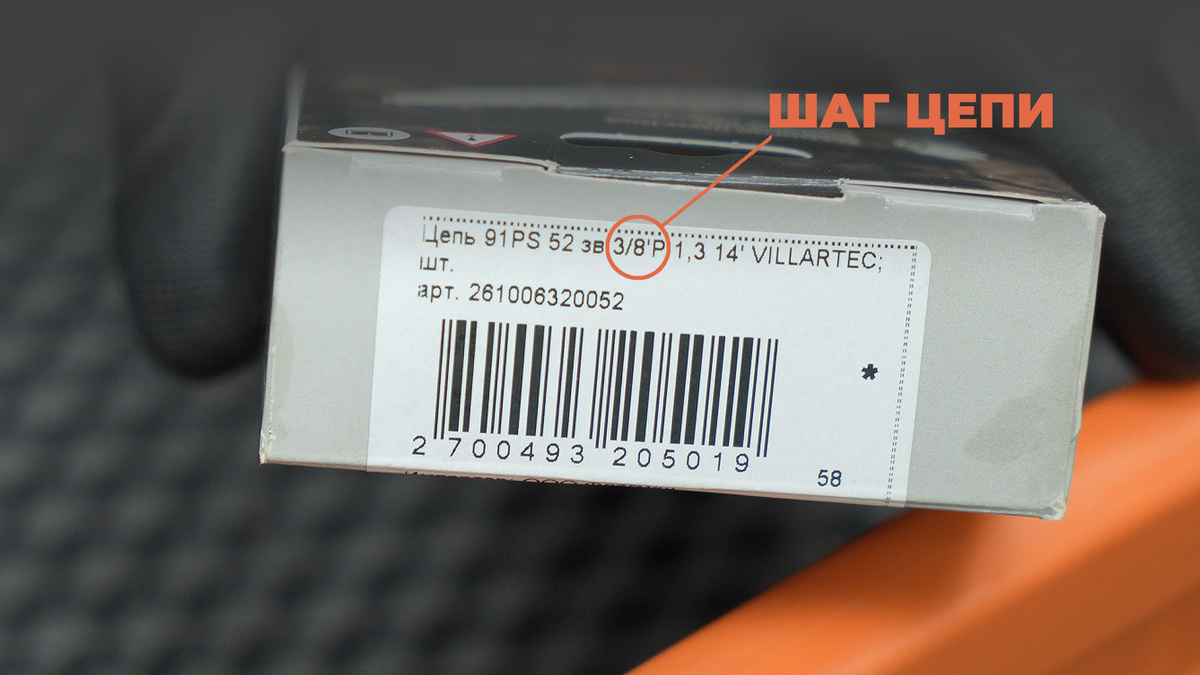 ШАГ ЦЕПИ
Цепь 91PS 52 зв 3/8'P 1,3 14' VILLARTEC;
шт.
арт. 261006320052
*
2 700493 205019
58